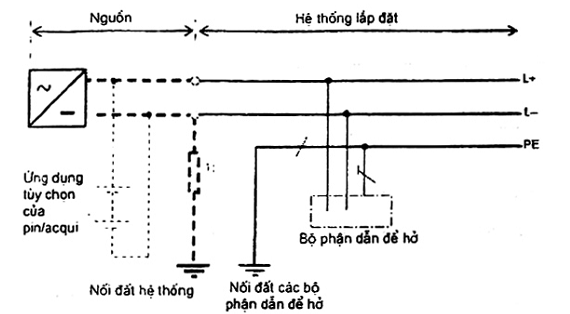 Nguồn
Hệ thống lắp đặt
L+
L−
PE
1)
Ứng dụng
tùy chọn
của
pin/acqui
Bộ phận dẫn để hở
Nối đất hệ thống
Nối đất các bộ
phận dẫn để hở